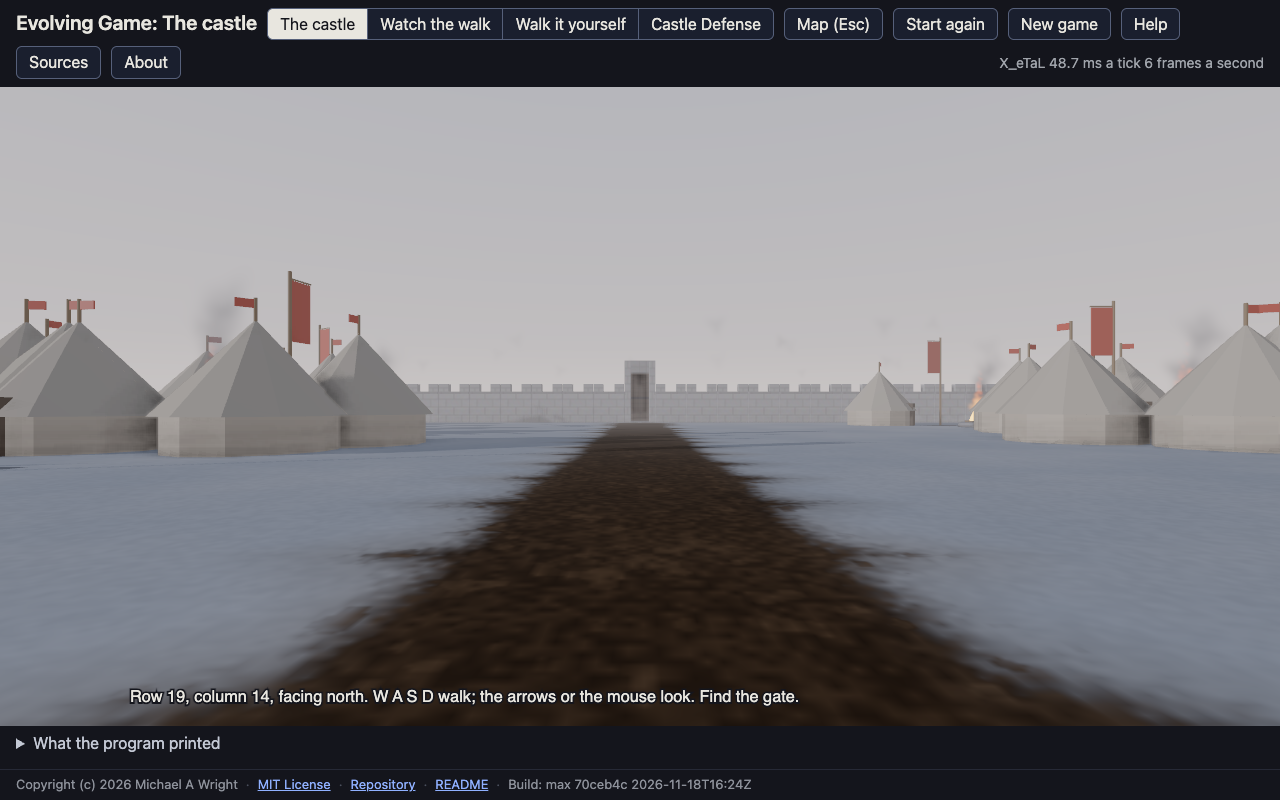 Evolving Game: The castle
The castle
Watch the walk
Walk it yourself
Castle Defense
Map (Esc)
Start again
New game
Help
Sources
About
X_eTaL 48.7 ms a tick 6 frames a second
Row 19, column 14, facing north. W A S D walk; the arrows or the mouse look. Find the gate.
What the program printed
Copyright (c) 2026 Michael A Wright · MIT License · Repository · README · Build: max 70ceb4c 2026-11-18T16:24Z